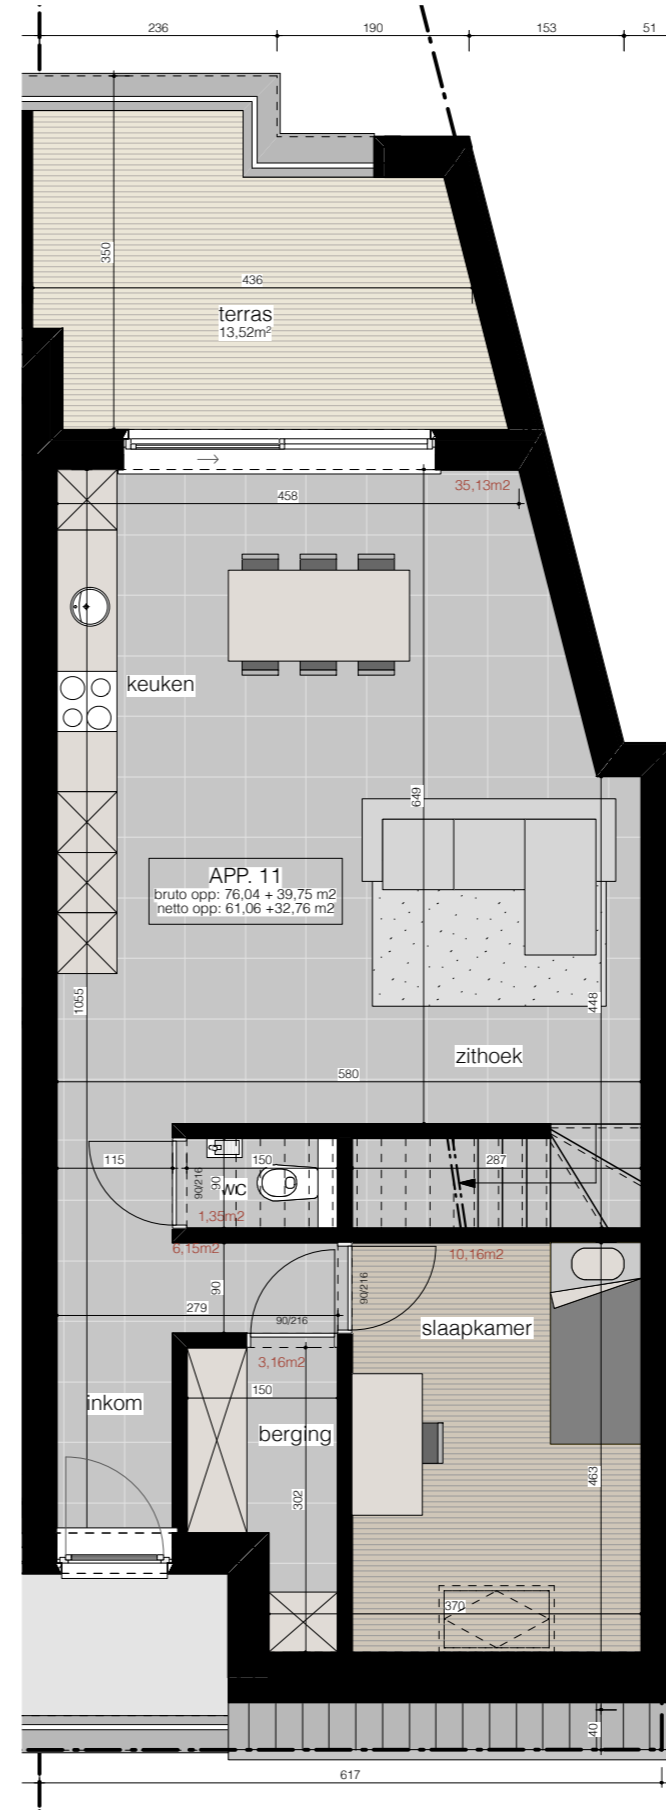 236
190
153
51
350
436
terras
13,52m²
35,13m2
458
keuken
649
APP. 11
bruto opp: 76,04 + 39,75 m2
netto opp: 61,06 +32,76 m2
1055
448
zithoek
580
115
90/216
90
WC
150
287
1,35m2
6,15m2
10,16m2
90
279
90/216
90/216
slaapkamer
3,16m2
150
inkom
berging
302
463
370
40
617